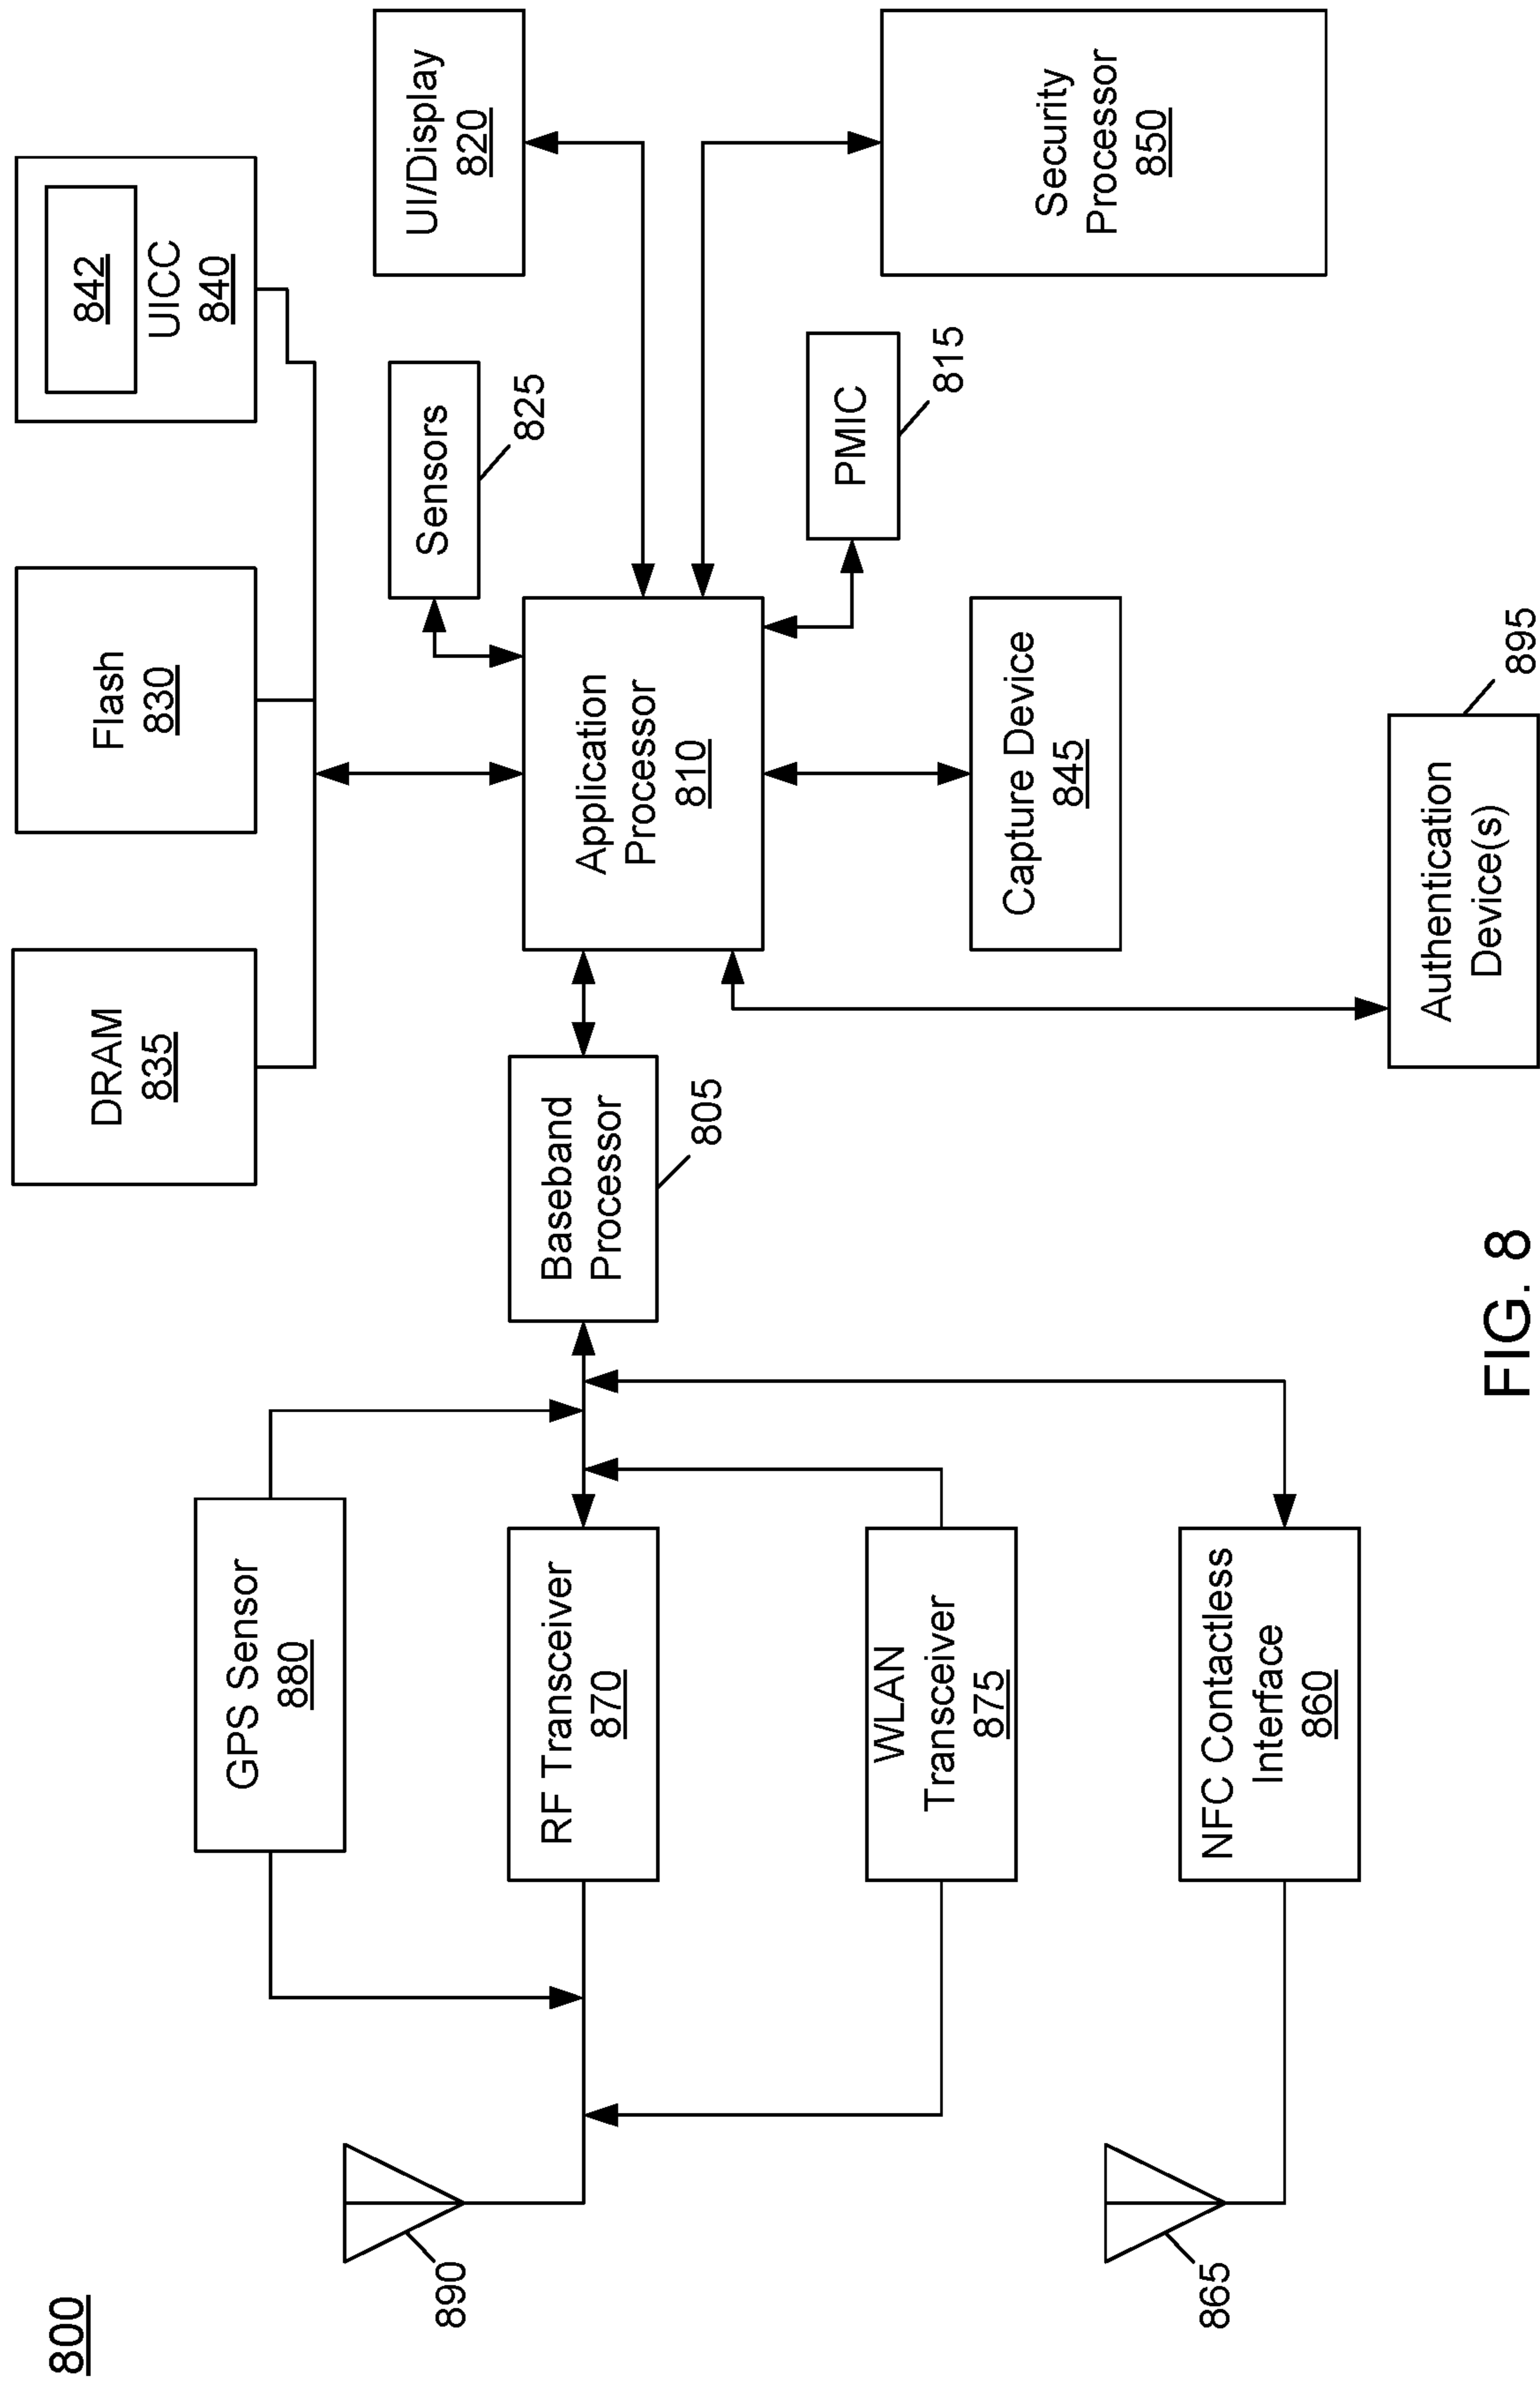 800
DRAM
835
Flash
830
842
UICC
840
GPS Sensor
880
890
Sensors
825
UI/Display
820
RF Transceiver
870
Baseband
Processor
805
Application
Processor
810
WLAN
Transceiver
875
PMIC
815
Security
Processor
850
Capture Device
845
865
NFC Contactless
Interface
860
Authentication
Device(s)
895
FIG. 8